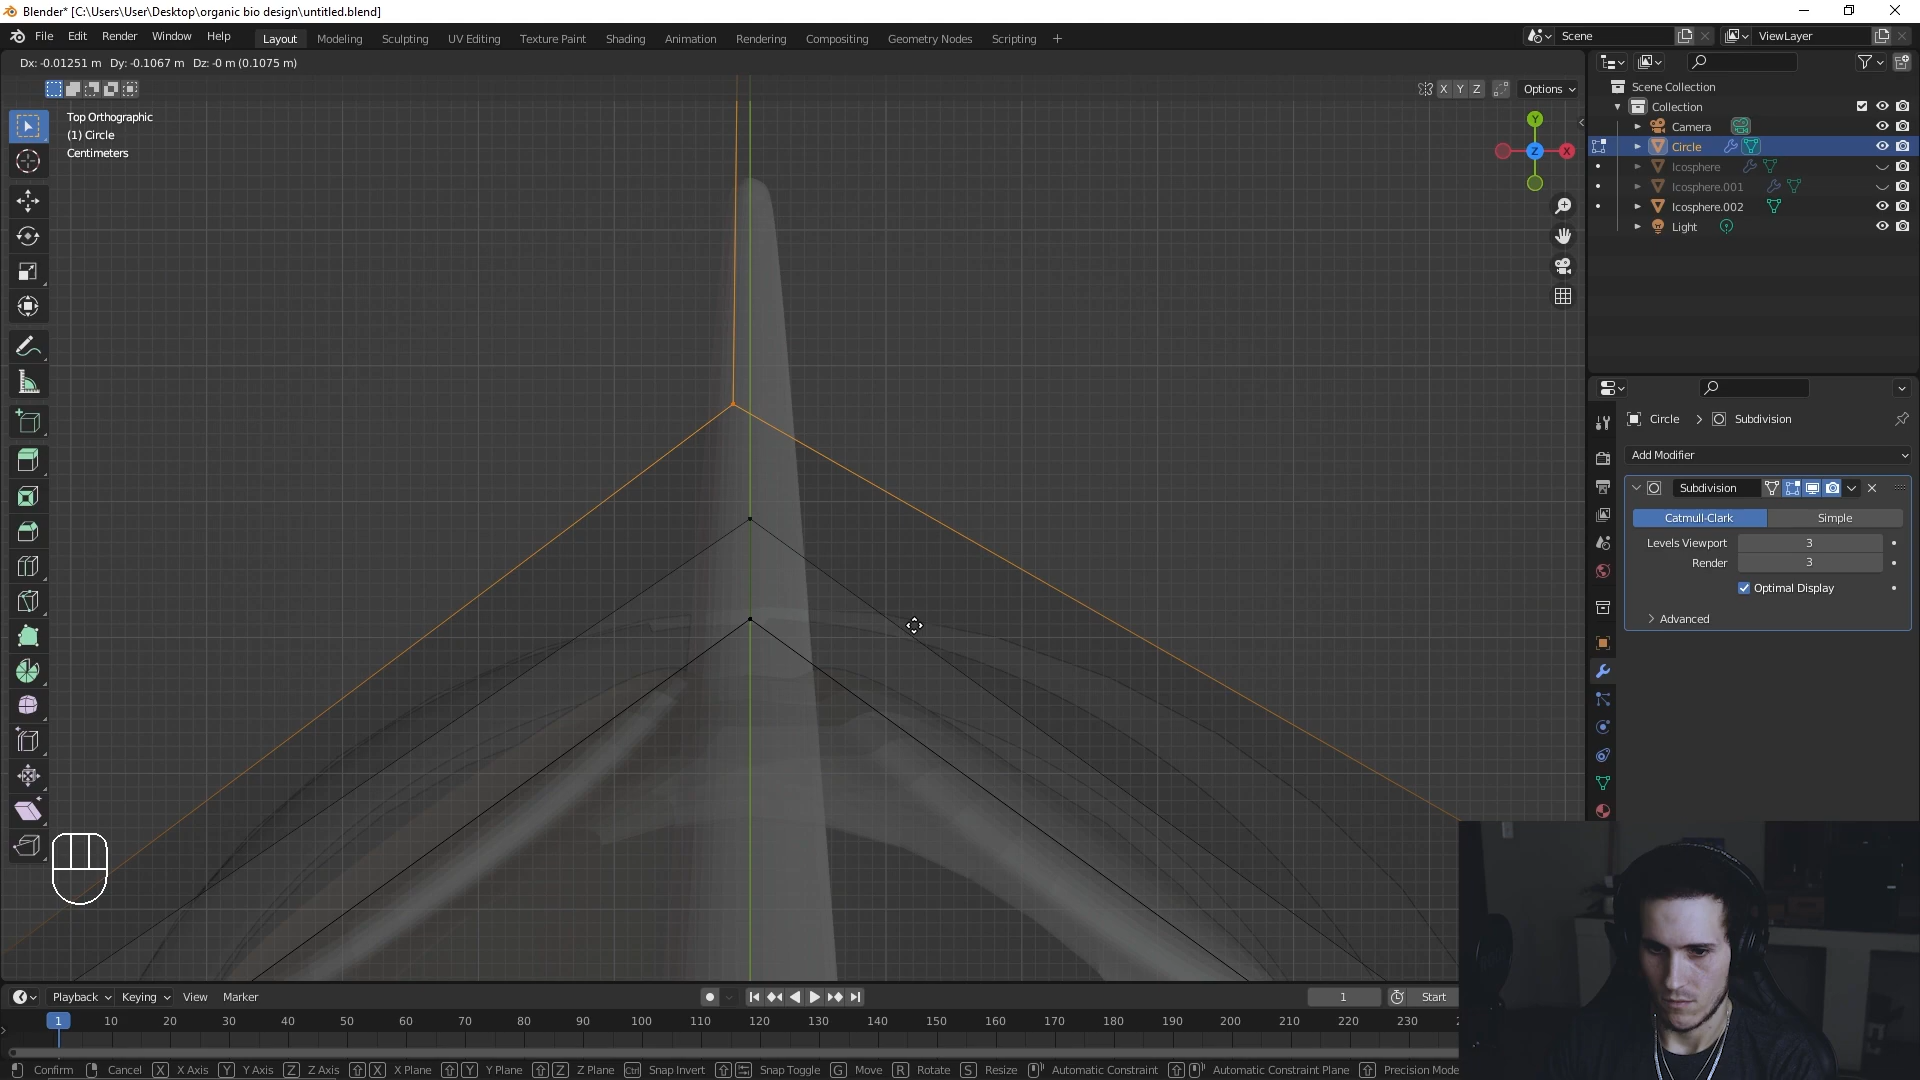 Blender* [C:\Users\User\Desktop\organic bio design\untitled.blend]
File Edit Render Window Help Layout Modeling Sculpting UV Editing Texture Paint Shading Animation Rendering Compositing Geometry Nodes Scripting + Scene ViewLayer
Dx: -0.01251 m Dy: -0.1067 m Dz: -0 m (0.1075 m)
X Y Z Options
Top Orthographic
(1) Circle
Centimeters
Y
Z
X
Scene Collection
Collection
Camera
Circle
Icosphere
Icosphere.001
Icosphere.002
Light
Circle > Subdivision
Add Modifier
Subdivision
Catmull-Clark Simple
Levels Viewport 3
Render 3
Optimal Display
Advanced
Playback Keying View Marker 1 Start
1 10 20 30 40 50 60 70 80 90 100 110 120 130 140 150 160 170 180 190 200 210 220 230
Confirm Cancel X X Axis Y Y Axis Z Z Axis X X Plane Y Y Plane Z Z Plane Ctrl Snap Invert Snap Toggle G Move R Rotate S Resize Automatic Constraint Automatic Constraint Plane Precision Mode